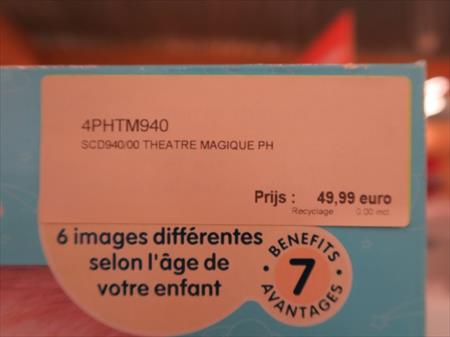 4PHTM940
SCD940/00 THEATRE MAGIQUE PH
Prijs : 49,99 euro
Recyclage 0.00 mct
6 images différentes
selon l'âge de
votre enfant
BENEFITS
7
AVANTAGES